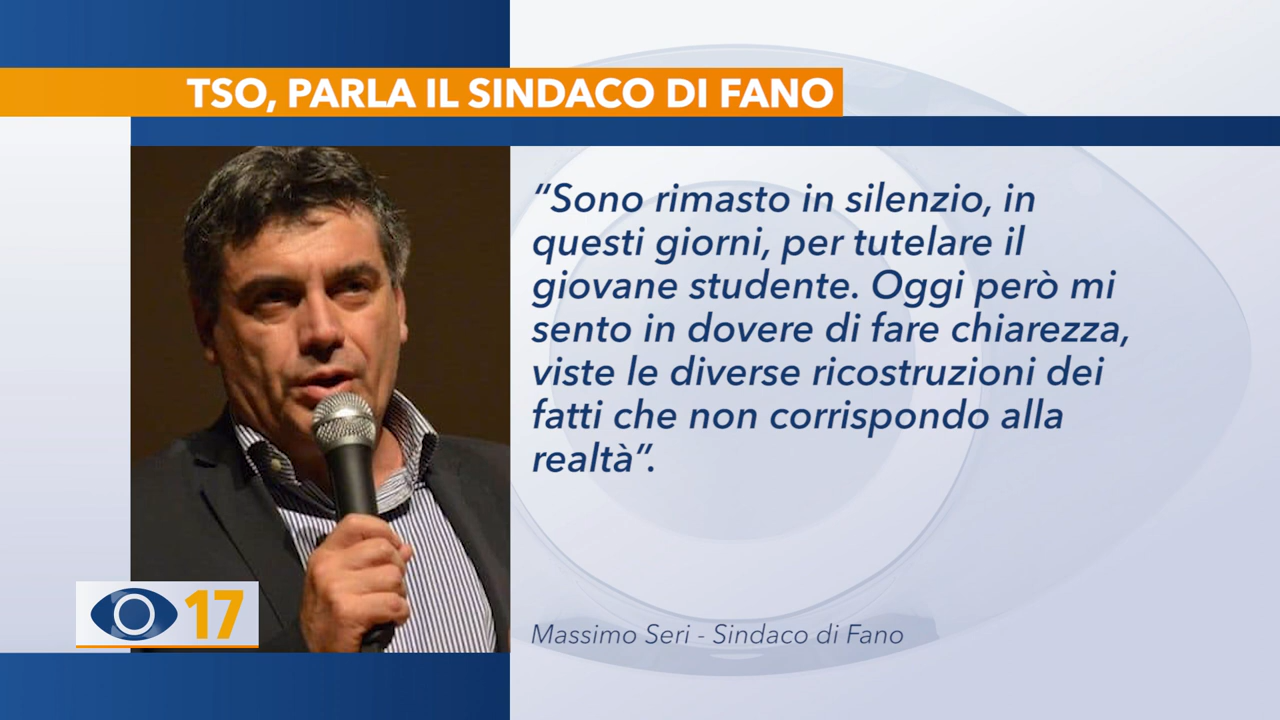 TSO, PARLA IL SINDACO DI FANO
“Sono rimasto in silenzio, in
questi giorni, per tutelare il
giovane studente. Oggi però mi
sento in dovere di fare chiarezza,
viste le diverse ricostruzioni dei
fatti che non corrispondo alla
realtà”.
Massimo Seri - Sindaco di Fano
17